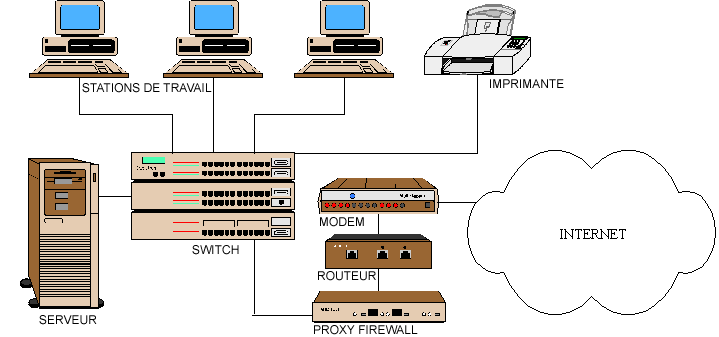 STATIONS DE TRAVAIL
IMPRIMANTE
MODEM
INTERNET
SWITCH
ROUTEUR
SERVEUR
PROXY FIREWALL